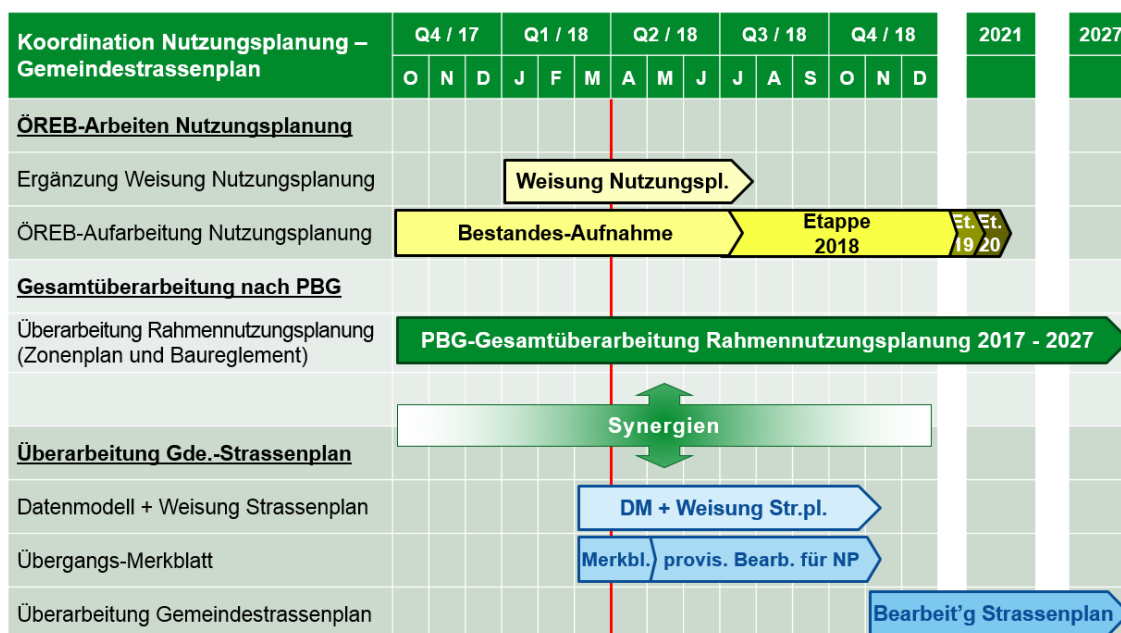 Koordination Nutzungsplanung –
Gemeindestrassenplan
Q4 / 17 Q1 / 18 Q2 / 18 Q3 / 18 Q4 / 18 2021 2027
O N D J F M A M J J A S O N D
ÖREB-Arbeiten Nutzungsplanung
Ergänzung Weisung Nutzungsplanung
Weisung Nutzungspl.
ÖREB-Aufarbeitung Nutzungsplanung
Bestandes-Aufnahme
Etappe
2018
Et.
19
Et.
20
Gesamtüberarbeitung nach PBG
Überarbeitung Rahmennutzungsplanung
(Zonenplan und Baureglement)
PBG-Gesamtüberarbeitung Rahmennutzungsplanung 2017 - 2027
Synergien
Überarbeitung Gde.-Strassenplan
Datenmodell + Weisung Strassenplan
DM + Weisung Str.pl.
Übergangs-Merkblatt
Merkbl. provis. Bearb. für NP
Überarbeitung Gemeindestrassenplan
Bearbeit'g Strassenplan